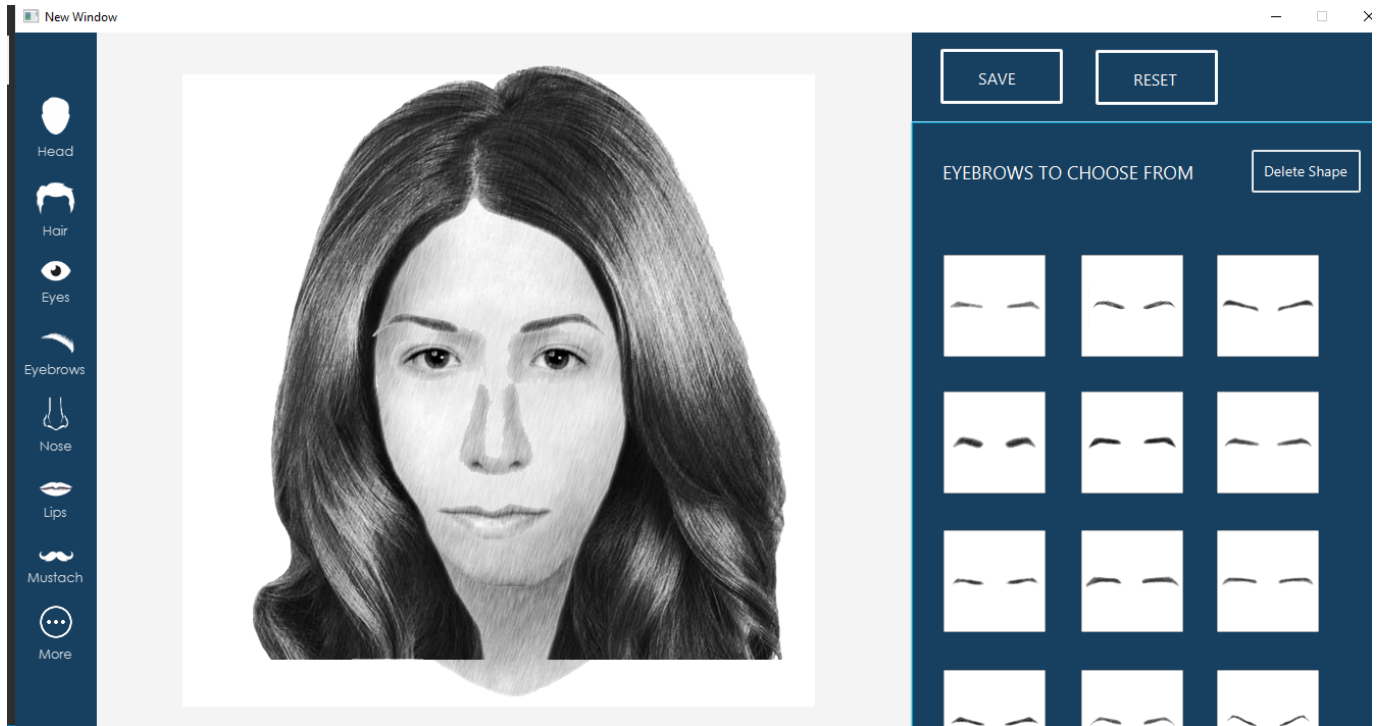 New Window
Head
Hair
Eyes
Eyebrows
Nose
Lips
Mustach
More
SAVE
RESET
EYEBROWS TO CHOOSE FROM
Delete Shape